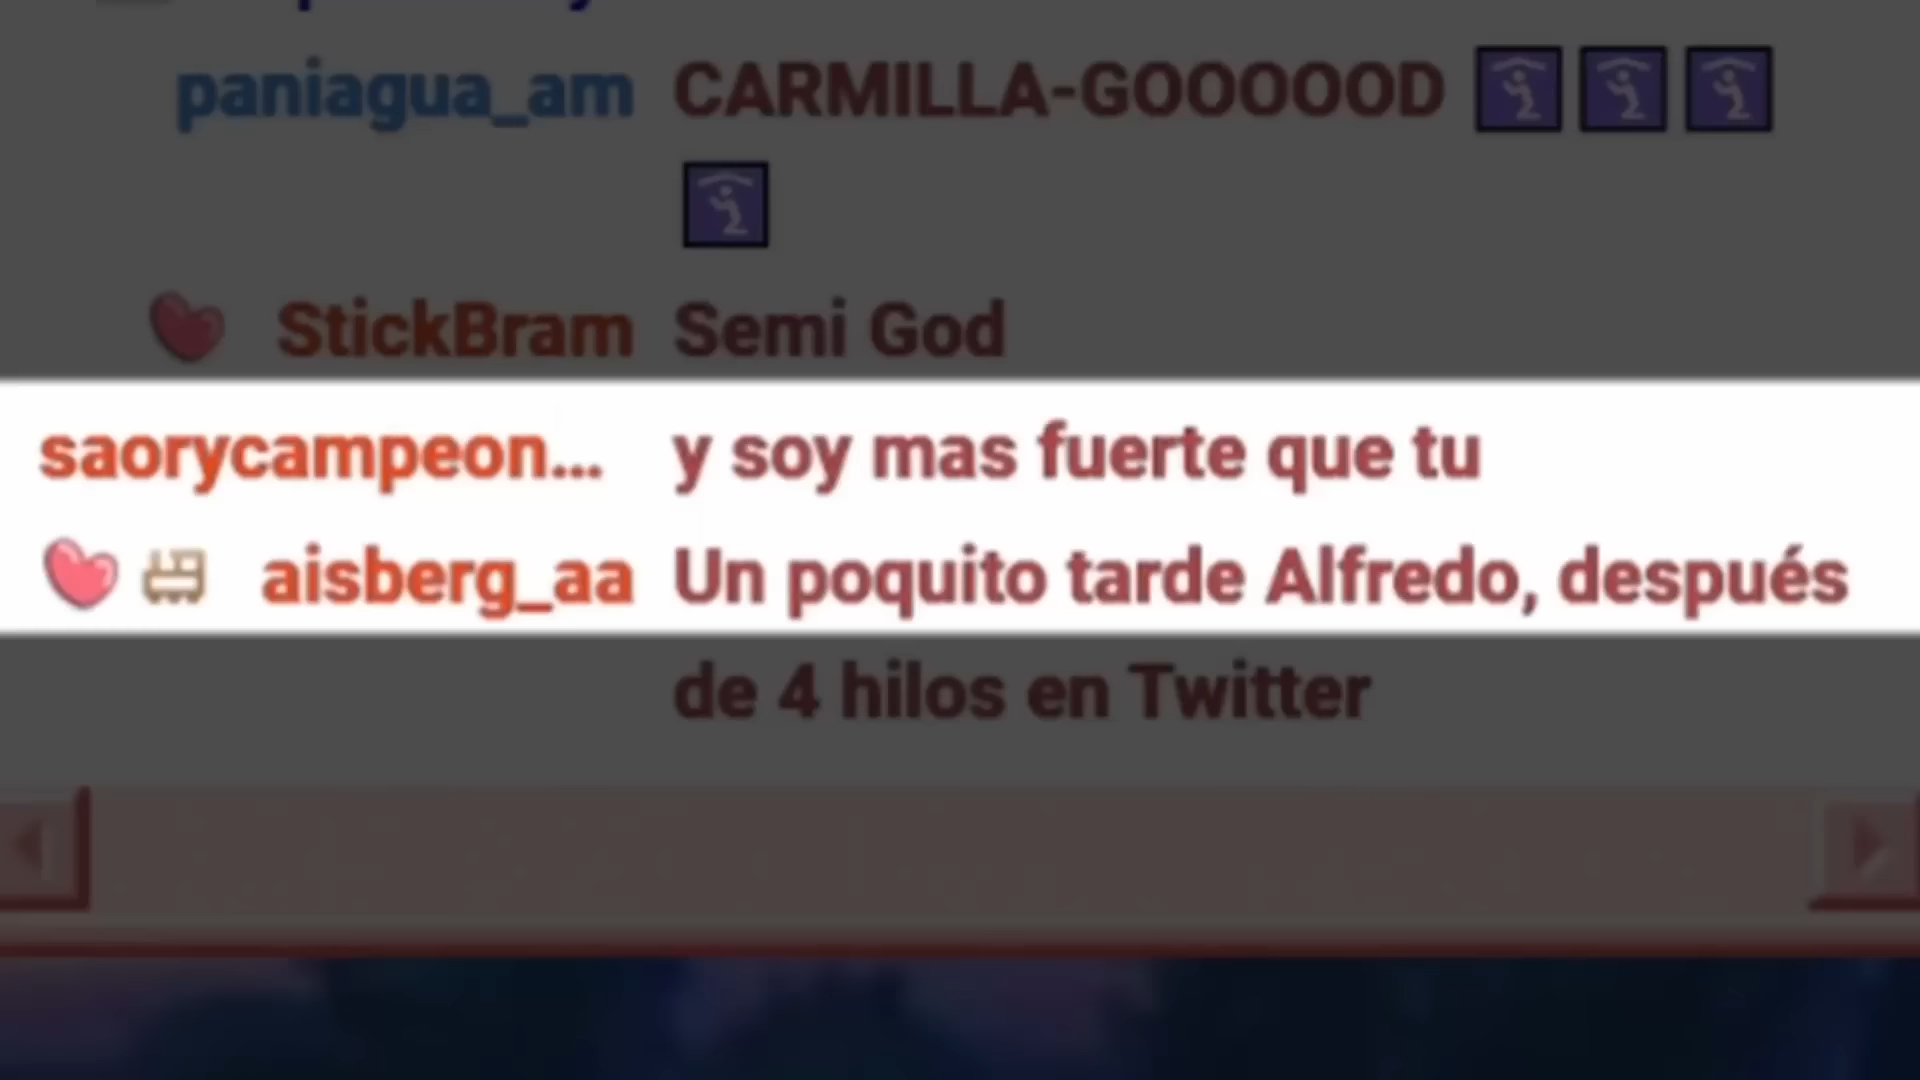 paniagua_am CARMILLA-GOOOOOD 🛐 🛐 🛐
🛐
StickBram Semi God
saorycampeon... y soy mas fuerte que tu
aisberg_aa Un poquito tarde Alfredo, después
de 4 hilos en Twitter